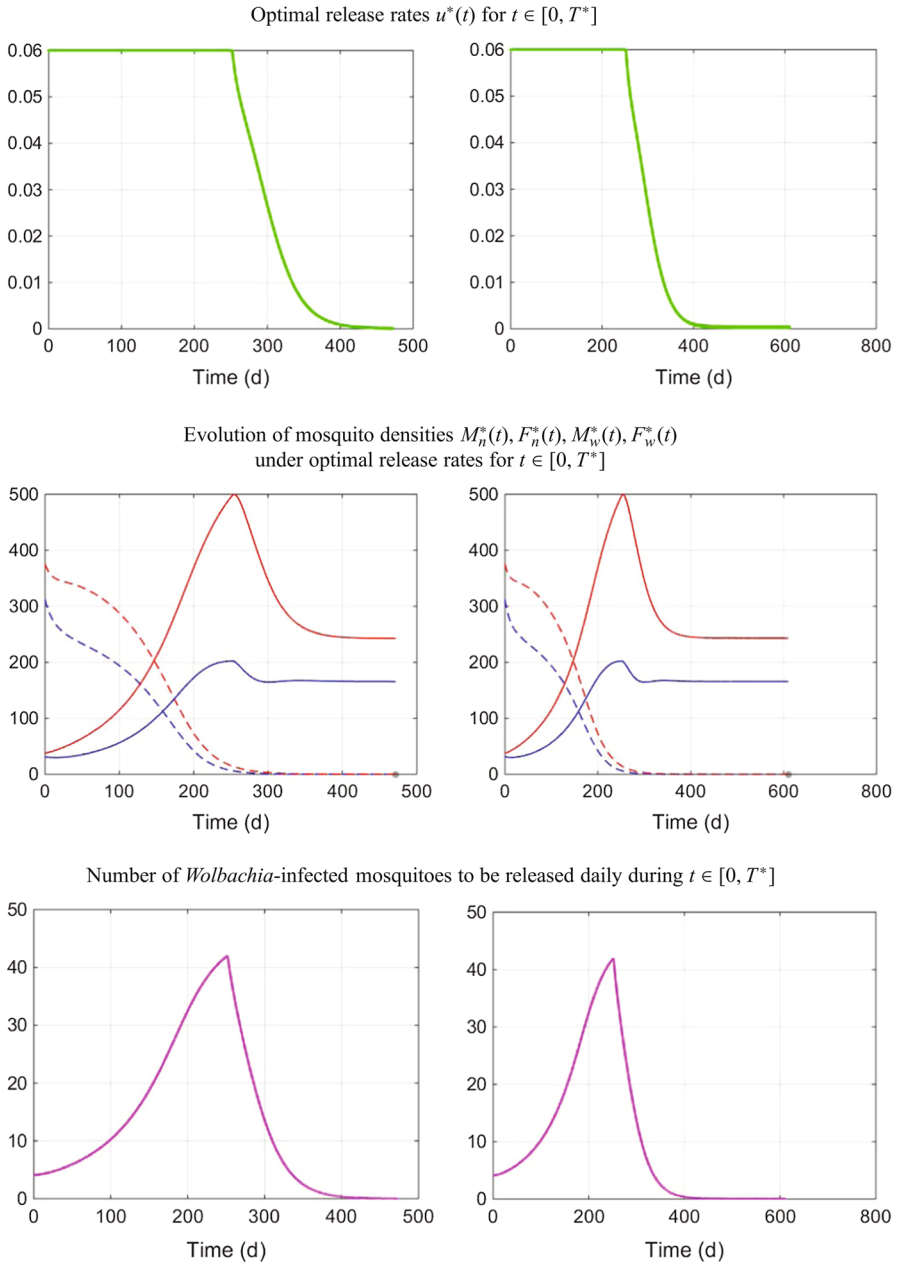 Optimal release rates u*(t) for t ∈ [0, T*]
0.06
0.05
0.04
0.03
0.02
0.01
0
0 100 200 300 400 500
Time (d)
0.06
0.05
0.04
0.03
0.02
0.01
0
0 200 400 600 800
Time (d)
Evolution of mosquito densities M*n(t), F*n(t), M*w(t), F*w(t)
under optimal release rates for t ∈ [0, T*]
500
400
300
200
100
0
0 100 200 300 400 500
Time (d)
500
400
300
200
100
0
0 200 400 600 800
Time (d)
Number of Wolbachia-infected mosquitoes to be released daily during t ∈ [0, T*]
50
40
30
20
10
0
0 100 200 300 400 500
Time (d)
50
40
30
20
10
0
0 200 400 600 800
Time (d)